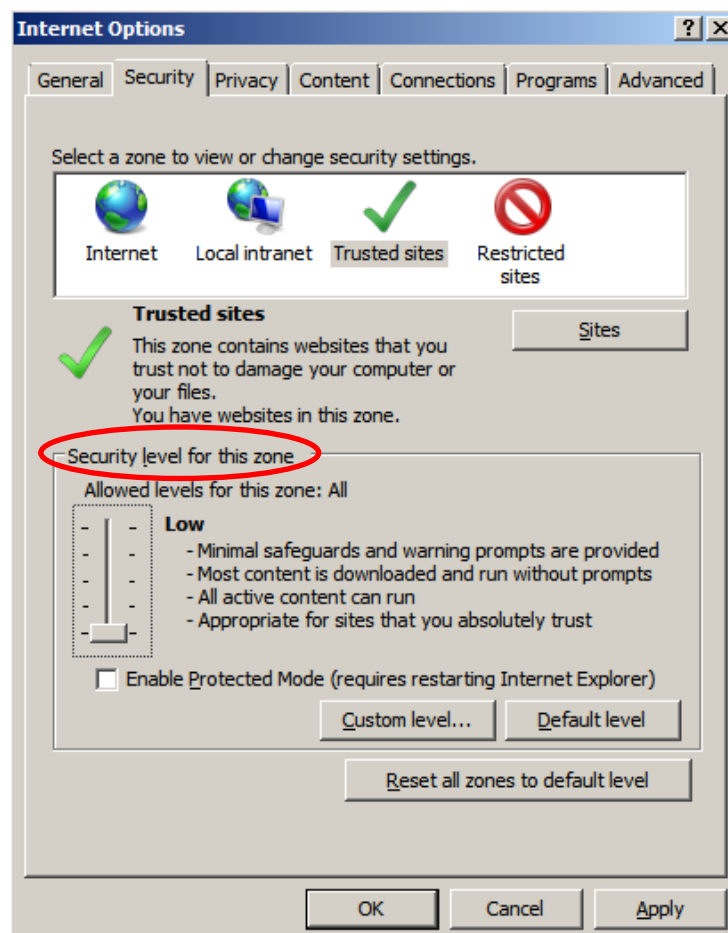 Internet Options
General Security Privacy Content Connections Programs Advanced
Select a zone to view or change security settings.
Internet Local intranet Trusted sites Restricted sites
Trusted sites
Sites
This zone contains websites that you
trust not to damage your computer or
your files.
You have websites in this zone.
Security level for this zone
Allowed levels for this zone: All
Low
- Minimal safeguards and warning prompts are provided
- Most content is downloaded and run without prompts
- All active content can run
- Appropriate for sites that you absolutely trust
Enable Protected Mode (requires restarting Internet Explorer)
Custom level... Default level
Reset all zones to default level
OK Cancel Apply